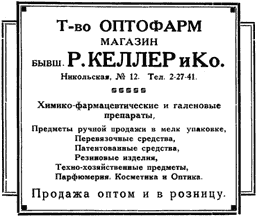 Т-во ОПТОФАРМ
МАГАЗИН
БЫВШ. Р. КЕЛЛЕР и Ко.
Никольская, № 12. Тел. 2-27-41.
Химико-фармацевтические и галеновые
препараты,
Предметы ручной продажи в мелк упаковке,
Перевязочные средства,
Патентованные средства,
Резиновые изделия,
Техно-хозяйственные предметы,
Парфюмерия. Косметика и Оптика.
Продажа оптом и в розницу.